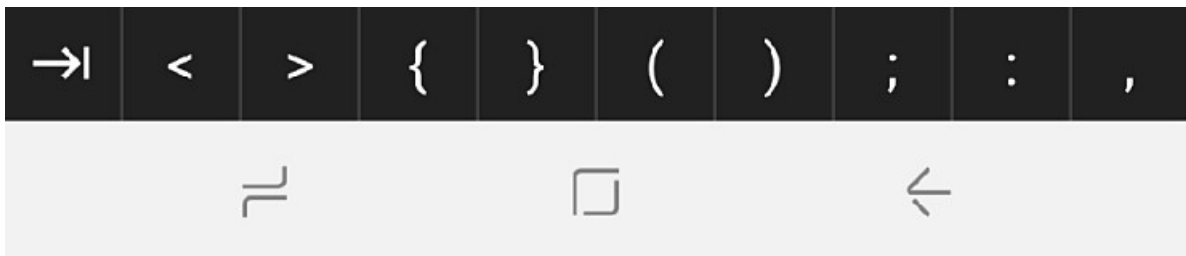 →| < > { } ( ) ; : ,